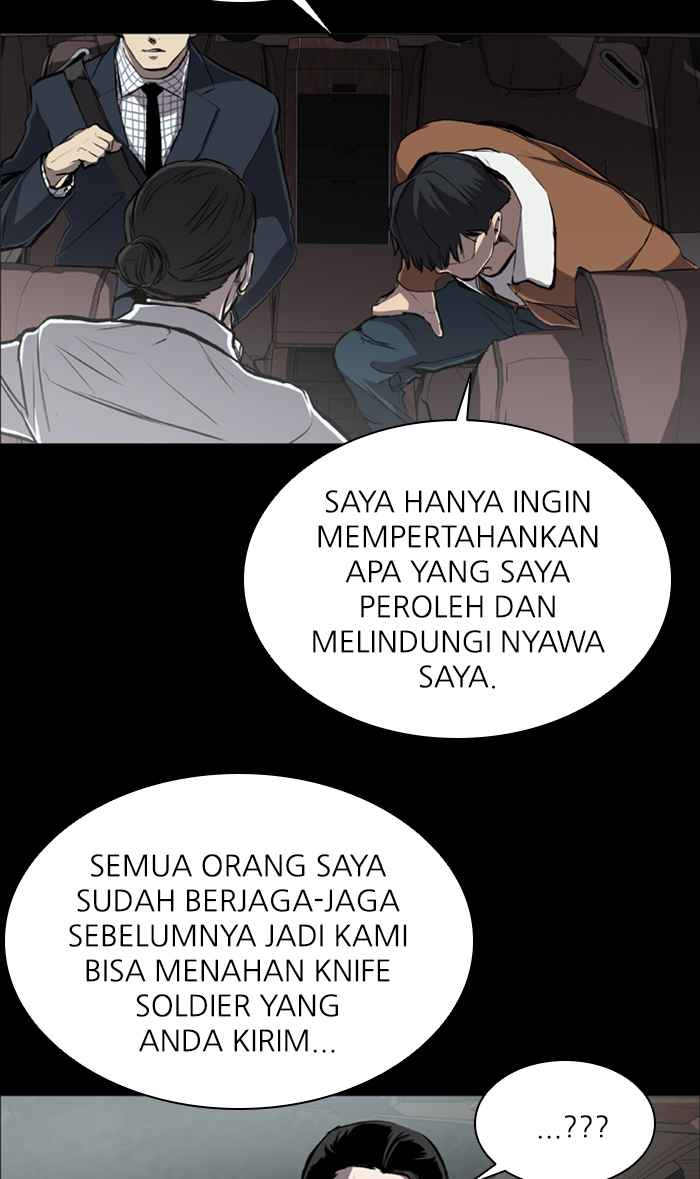 SAYA HANYA INGIN
MEMPERTAHANKAN
APA YANG SAYA
PEROLEH DAN
MELINDUNGI NYAWA
SAYA.
SEMUA ORANG SAYA
SUDAH BERJAGA-JAGA
SEBELUMNYA JADI KAMI
BISA MENAHAN KNIFE
SOLDIER YANG
ANDA KIRIM...
...???